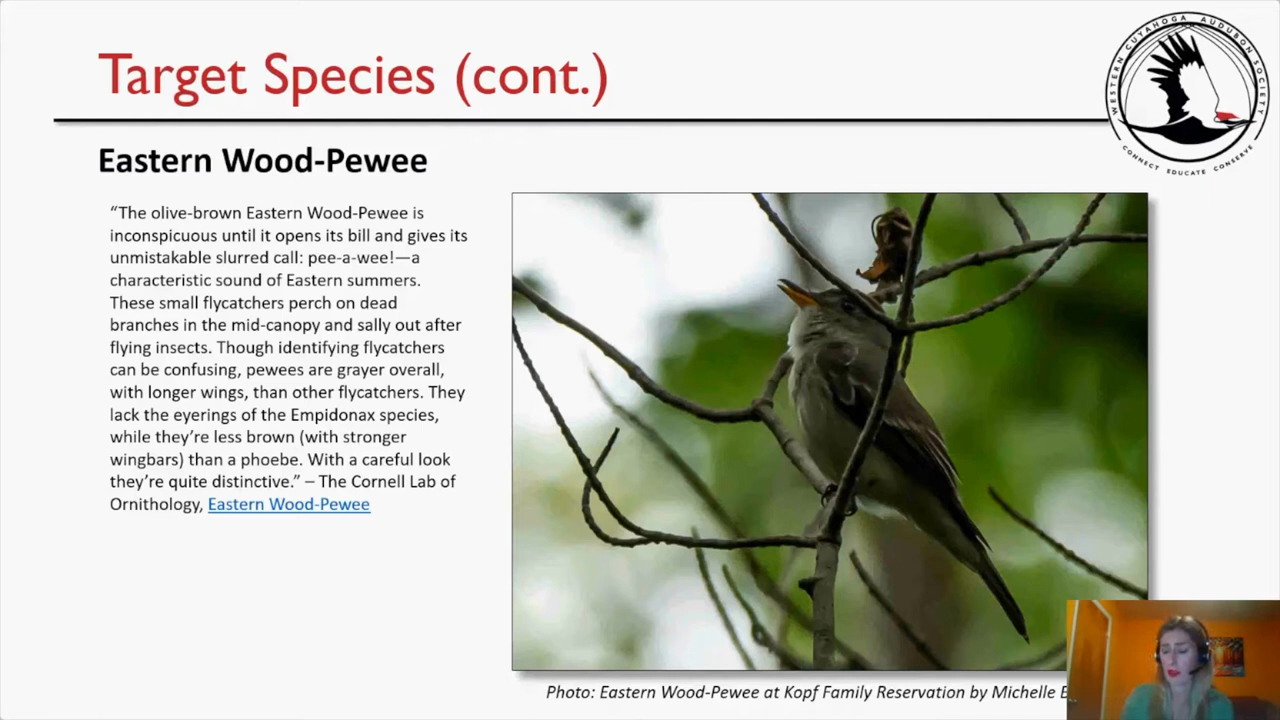 Target Species (cont.)
WESTERN CUYAHOGA AUDUBON SOCIETY
CONNECT EDUCATE CONSERVE
Eastern Wood-Pewee
“The olive-brown Eastern Wood-Pewee is
inconspicuous until it opens its bill and gives its
unmistakable slurred call: pee-a-wee!—a
characteristic sound of Eastern summers.
These small flycatchers perch on dead
branches in the mid-canopy and sally out after
flying insects. Though identifying flycatchers
can be confusing, pewees are grayer overall,
with longer wings, than other flycatchers. They
lack the eyerings of the Empidonax species,
while they’re less brown (with stronger
wingbars) than a phoebe. With a careful look
they’re quite distinctive.” – The Cornell Lab of
Ornithology, Eastern Wood-Pewee
Photo: Eastern Wood-Pewee at Kopf Family Reservation by Michelle